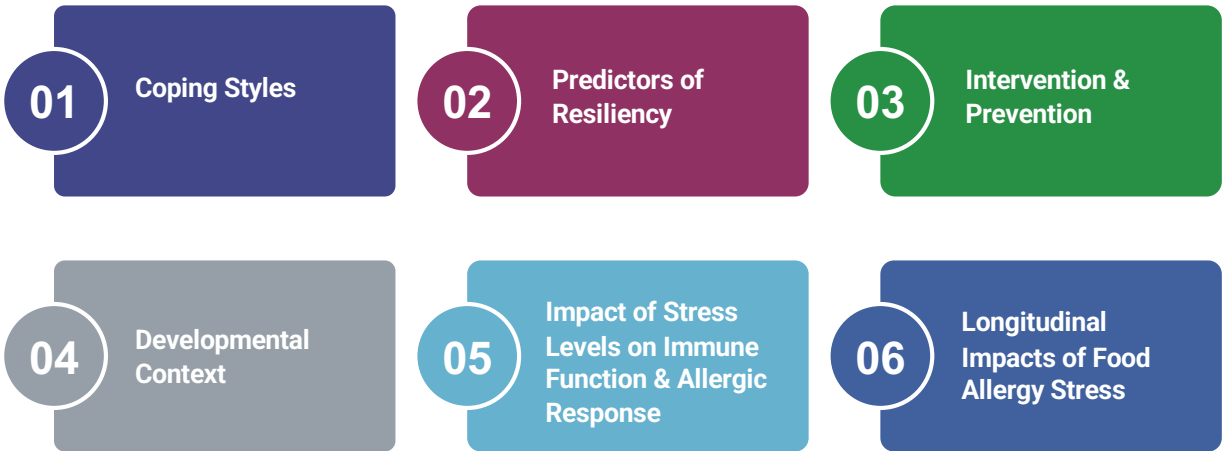 01
Coping Styles
02
Predictors of
Resiliency
03
Intervention &
Prevention
04
Developmental
Context
05
Impact of Stress
Levels on Immune
Function & Allergic
Response
06
Longitudinal
Impacts of Food
Allergy Stress